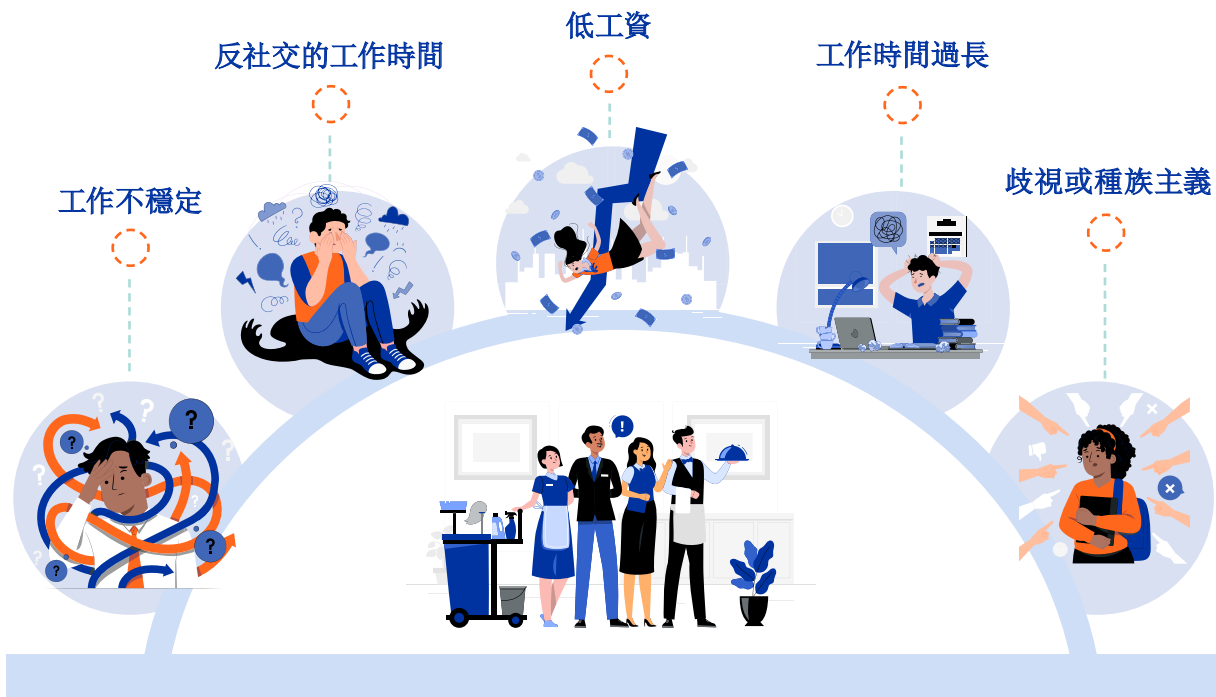 低工資
反社交的工作時間
工作時間過長
歧視或種族主義
工作不穩定